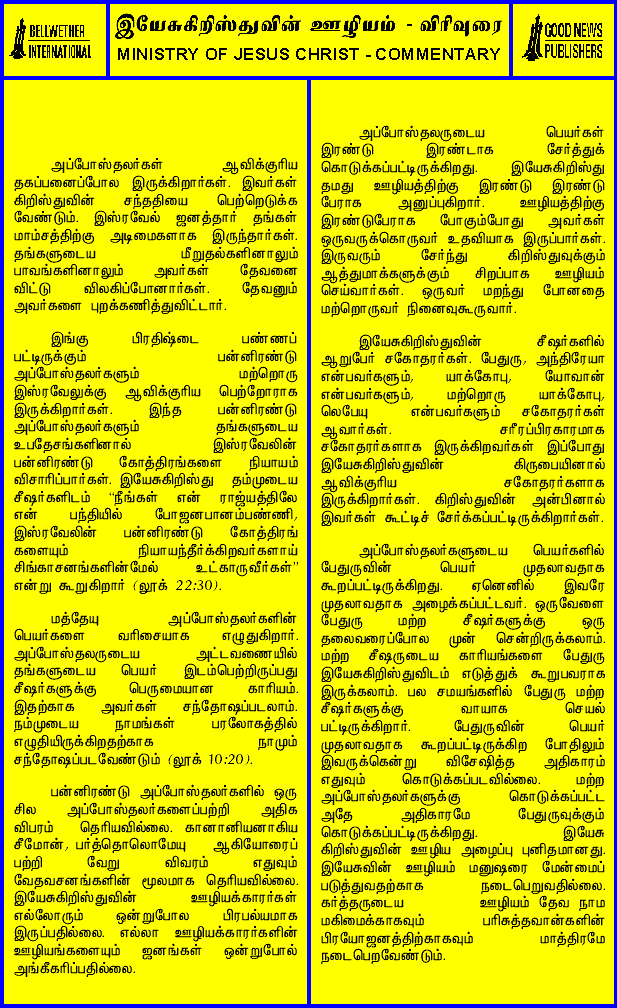 BELLWETHER
INTERNATIONAL
இயேசுகிறிஸ்துவின் ஊழியம் - விரிவுரை
MINISTRY OF JESUS CHRIST - COMMENTARY
GOOD NEWS
PUBLISHERS
அப்போஸ்தலர்கள் ஆவிக்குரிய
தகப்பனைப்போல இருக்கிறார்கள். இவர்கள்
கிறிஸ்துவின் சந்ததியை பெற்றெடுக்க
வேண்டும். இஸ்ரவேல் ஜனத்தார் தங்கள்
மாம்சத்திற்கு அடிமைகளாக இருந்தார்கள்.
தங்களுடைய மீறுதல்களினாலும்
பாவங்களினாலும் அவர்கள் தேவனை
விட்டு விலகிப்போனார்கள். தேவனும்
அவர்களை புறக்கணித்துவிட்டார்.
இங்கு பிரதிஷ்டை பண்ணப்
பட்டிருக்கும் பன்னிரண்டு
அப்போஸ்தலர்களும் மற்றொரு
இஸ்ரவேலுக்கு ஆவிக்குரிய பெற்றோராக
இருக்கிறார்கள். இந்த பன்னிரண்டு
அப்போஸ்தலர்களும் தங்களுடைய
உபதேசங்களினால் இஸ்ரவேலின்
பன்னிரண்டு கோத்திரங்களை நியாயம்
விசாரிப்பார்கள். இயேசுகிறிஸ்து தம்முடைய
சீஷர்களிடம் "நீங்கள் என் ராஜ்யத்திலே
என் பந்தியில் போஜனபானம்பண்ணி,
இஸ்ரவேலின் பன்னிரண்டு கோத்திரங்
களையும் நியாயந்தீர்க்கிறவர்களாய்
சிங்காசனங்களின்மேல் உட்காருவீர்கள்"
என்று கூறுகிறார் (லூக் 22:30).
மத்தேயு அப்போஸ்தலர்களின்
பெயர்களை வரிசையாக எழுதுகிறார்.
அப்போஸ்தலருடைய அட்டவணையில்
தங்களுடைய பெயர் இடம்பெற்றிருப்பது
சீஷர்களுக்கு பெருமையான காரியம்.
இதற்காக அவர்கள் சந்தோஷப்படலாம்.
நம்முடைய நாமங்கள் பரலோகத்தில்
எழுதியிருக்கிறதற்காக நாமும்
சந்தோஷப்படவேண்டும் (லூக் 10:20).
பன்னிரண்டு அப்போஸ்தலர்களில் ஒரு
சில அப்போஸ்தலர்களைப்பற்றி அதிக
விபரம் தெரியவில்லை. கானானியனாகிய
சீமோன், பர்த்தொலொமேயு ஆகியோரைப்
பற்றி வேறு விவரம் எதுவும்
வேதவசனங்களின் மூலமாக தெரியவில்லை.
இயேசுகிறிஸ்துவின் ஊழியக்காரர்கள்
எல்லோரும் ஒன்றுபோல பிரபல்யமாக
இருப்பதில்லை. எல்லா ஊழியக்காரர்களின்
ஊழியங்களையும் ஜனங்கள் ஒன்றுபோல்
அங்கீகரிப்பதில்லை.
அப்போஸ்தலருடைய பெயர்கள்
இரண்டு இரண்டாக சேர்த்துக்
கொடுக்கப்பட்டிருக்கிறது. இயேசுகிறிஸ்து
தமது ஊழியத்திற்கு இரண்டு இரண்டு
பேராக அனுப்புகிறார். ஊழியத்திற்கு
இரண்டுபேராக போகும்போது அவர்கள்
ஒருவருக்கொருவர் உதவியாக இருப்பார்கள்.
இருவரும் சேர்ந்து கிறிஸ்துவுக்கும்
ஆத்துமாக்களுக்கும் சிறப்பாக ஊழியம்
செய்வார்கள். ஒருவர் மறந்து போனதை
மற்றொருவர் நினைவுகூருவார்.
இயேசுகிறிஸ்துவின் சீஷர்களில்
ஆறுபேர் சகோதரர்கள். பேதுரு, அந்திரேயா
என்பவர்களும், யாக்கோபு, யோவான்
என்பவர்களும், மற்றொரு யாக்கோபு,
லெபேயு என்பவர்களும் சகோதரர்கள்
ஆவார்கள். சரீரப்பிரகாரமாக
சகோதரர்களாக இருக்கிறவர்கள் இப்போது
இயேசுகிறிஸ்துவின் கிருபையினால்
ஆவிக்குரிய சகோதரர்களாக
இருக்கிறார்கள். கிறிஸ்துவின் அன்பினால்
இவர்கள் கூட்டிச் சேர்க்கப்பட்டிருக்கிறார்கள்.
அப்போஸ்தலர்களுடைய பெயர்களில்
பேதுருவின் பெயர் முதலாவதாக
கூறப்பட்டிருக்கிறது. ஏனெனில் இவரே
முதலாவதாக அழைக்கப்பட்டவர். ஒருவேளை
பேதுரு மற்ற சீஷர்களுக்கு ஒரு
தலைவரைப்போல முன் சென்றிருக்கலாம்.
மற்ற சீஷருடைய காரியங்களை பேதுரு
இயேசுகிறிஸ்துவிடம் எடுத்துக் கூறுபவராக
இருக்கலாம். பல சமயங்களில் பேதுரு மற்ற
சீஷர்களுக்கு வாயாக செயல்
பட்டிருக்கிறார். பேதுருவின் பெயர்
முதலாவதாக கூறப்பட்டிருக்கிற போதிலும்
இவருக்கென்று விசேஷித்த அதிகாரம்
எதுவும் கொடுக்கப்படவில்லை. மற்ற
அப்போஸ்தலர்களுக்கு கொடுக்கப்பட்ட
அதே அதிகாரமே பேதுருவுக்கும்
கொடுக்கப்பட்டிருக்கிறது. இயேசு
கிறிஸ்துவின் ஊழிய அழைப்பு புனிதமானது.
இயேசுவின் ஊழியம் மனுஷரை மேன்மைப்
படுத்துவதற்காக நடைபெறுவதில்லை.
கர்த்தருடைய ஊழியம் தேவ நாம
மகிமைக்காகவும் பரிசுத்தவான்களின்
பிரயோஜனத்திற்காகவும் மாத்திரமே
நடைபெறவேண்டும்.